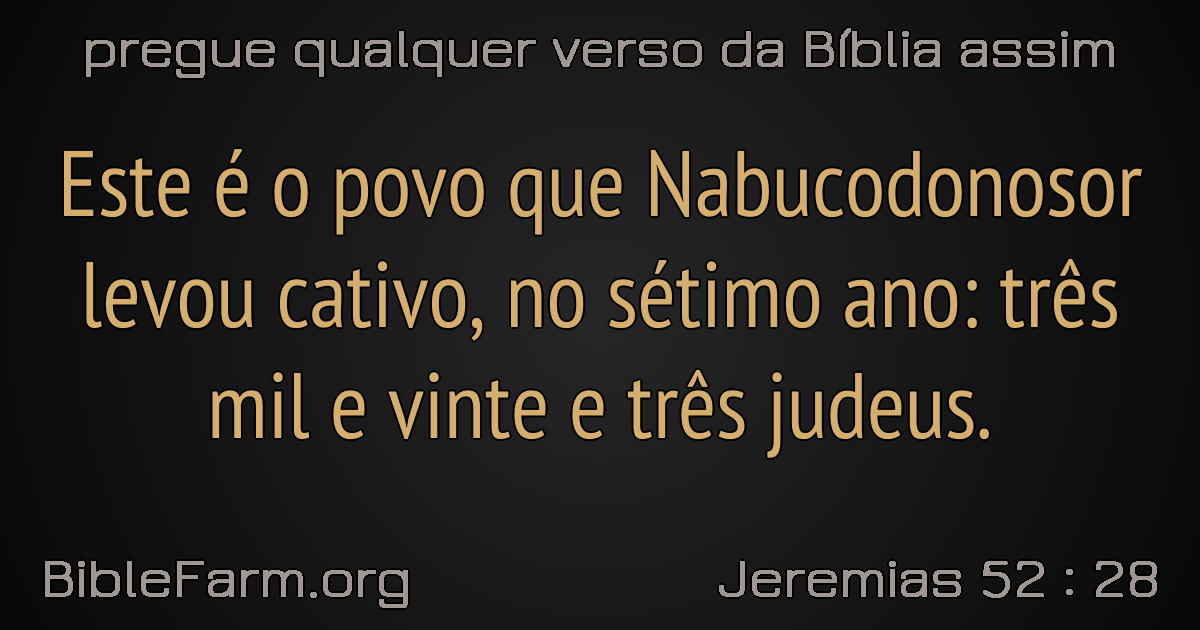 pregue qualquer verso da Bíblia assim
Este é o povo que Nabucodonosor
levou cativo, no sétimo ano: três
mil e vinte e três judeus.
BibleFarm.org
Jeremias 52 : 28